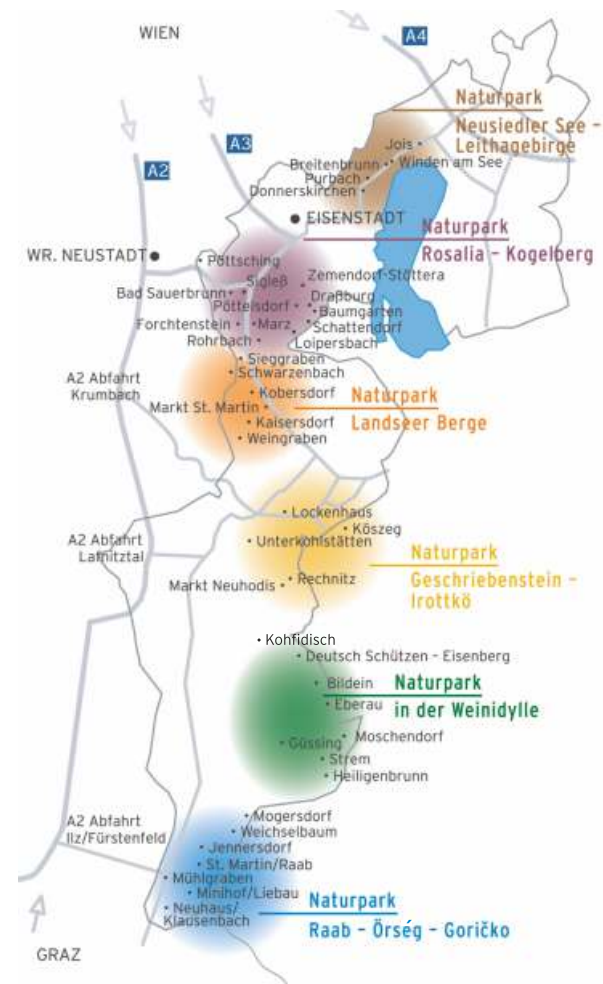 WIEN
A4
Naturpark
Neusiedler See –
Leithagebirge
A3
A2
Jois
Breitenbrunn
Winden am See
Purbach
Donnerskirchen
EISENSTADT
Naturpark
Rosalia – Kogelberg
WR. NEUSTADT
Pöttsching
Sigleß
Zemendorf-Stöttera
Bad Sauerbrunn
Draßburg
Pöttelsdorf
Baumgarten
Forchtenstein
Marz
Schattendorf
Rohrbach
Loipersbach
Sieggraben
Schwarzenbach
A2 Abfahrt
Krumbach
Kobersdorf
Naturpark
Landseer Berge
Markt St. Martin
Kaisersdorf
Weingraben
Lockenhaus
Köszeg
A2 Abfahrt
Lafnitztal
Unterkohlstätten
Naturpark
Geschriebenstein –
Irottkö
Rechnitz
Markt Neuhodis
Kohfidisch
Deutsch Schützen – Eisenberg
Bildein
Naturpark
in der Weinidylle
Eberau
Moschendorf
Güssing
Strem
Heiligenbrunn
Mogersdorf
A2 Abfahrt
Ilz/Fürstenfeld
Weichselbaum
Jennersdorf
St. Martin/Raab
Mühlgraben
Minihof/Liebau
Neuhaus/
Klausenbach
Naturpark
Raab – Örség – Goričko
GRAZ